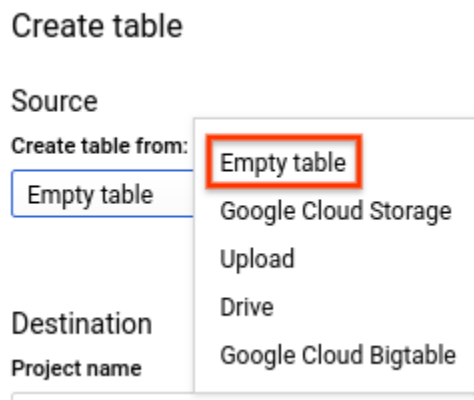 Create table
Source
Create table from:
Empty table
Empty table
Google Cloud Storage
Upload
Drive
Google Cloud Bigtable
Destination
Project name